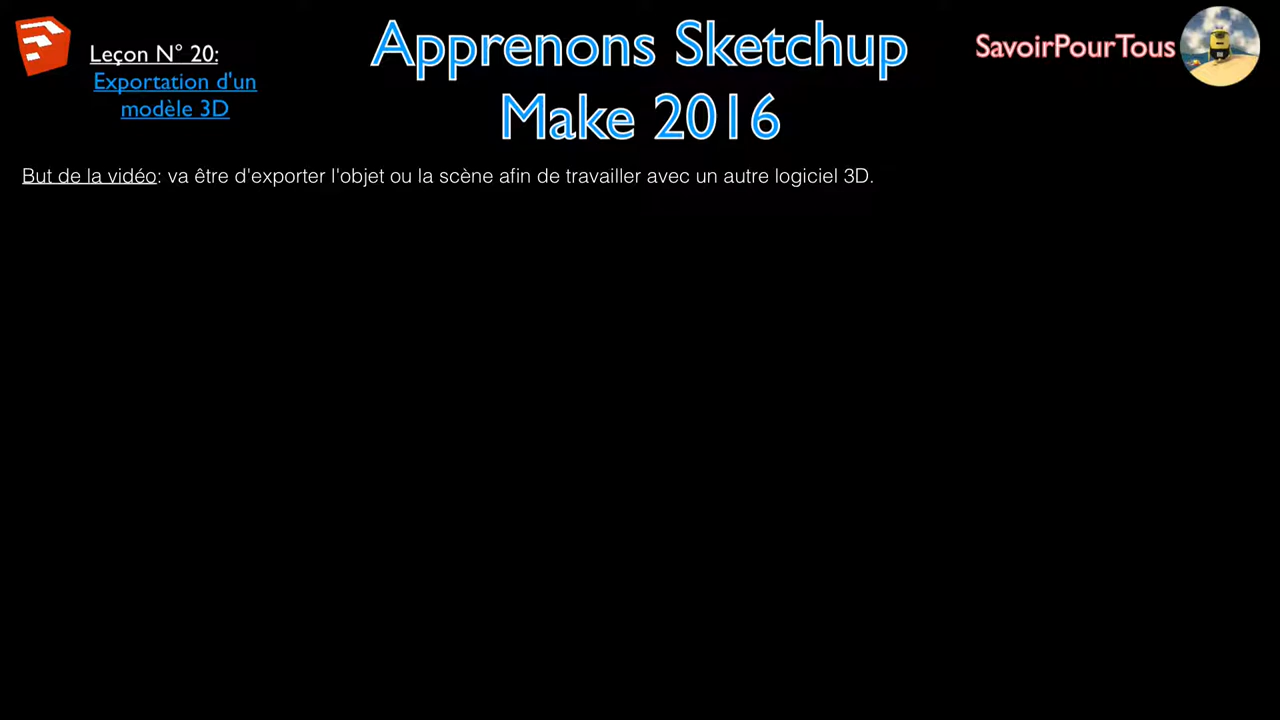 Leçon N° 20:
Exportation d'un
modèle 3D
Apprenons Sketchup
Make 2016
SavoirPourTous
But de la vidéo: va être d'exporter l'objet ou la scène afin de travailler avec un autre logiciel 3D.